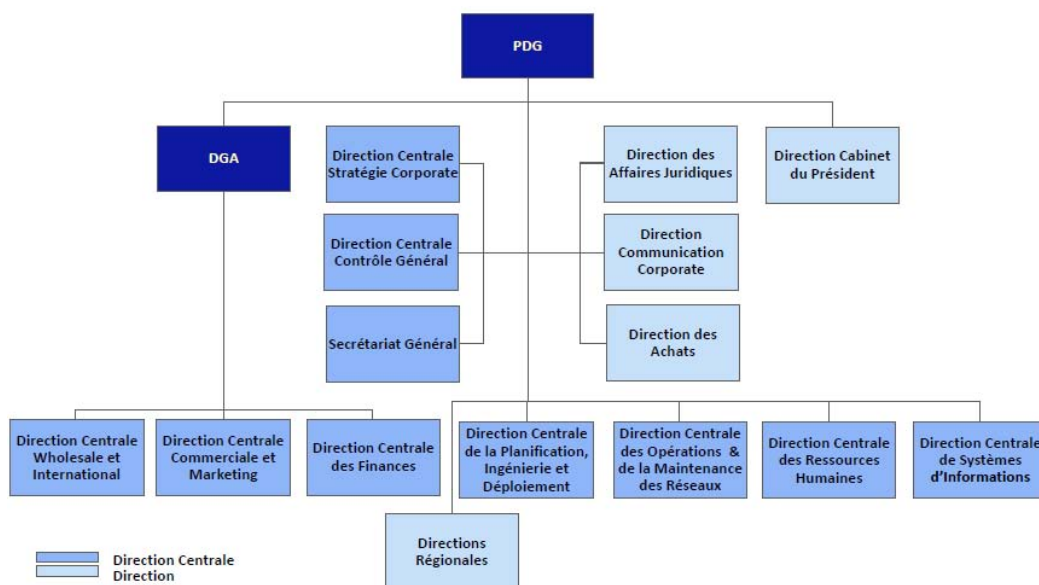 PDG
DGA
Direction Centrale
Stratégie Corporate
Direction des
Affaires Juridiques
Direction Cabinet
du Président
Direction Centrale
Contrôle Général
Direction
Communication
Corporate
Secrétariat Général
Direction des
Achats
Direction Centrale
Wholesale et
International
Direction Centrale
Commerciale et
Marketing
Direction Centrale
des Finances
Direction Centrale
de la Planification,
Ingénierie et
Déploiement
Direction Centrale
des Opérations &
de la Maintenance
des Réseaux
Direction Centrale
des Ressources
Humaines
Direction Centrale
de Systèmes
d'Informations
Directions
Régionales
Direction Centrale
Direction